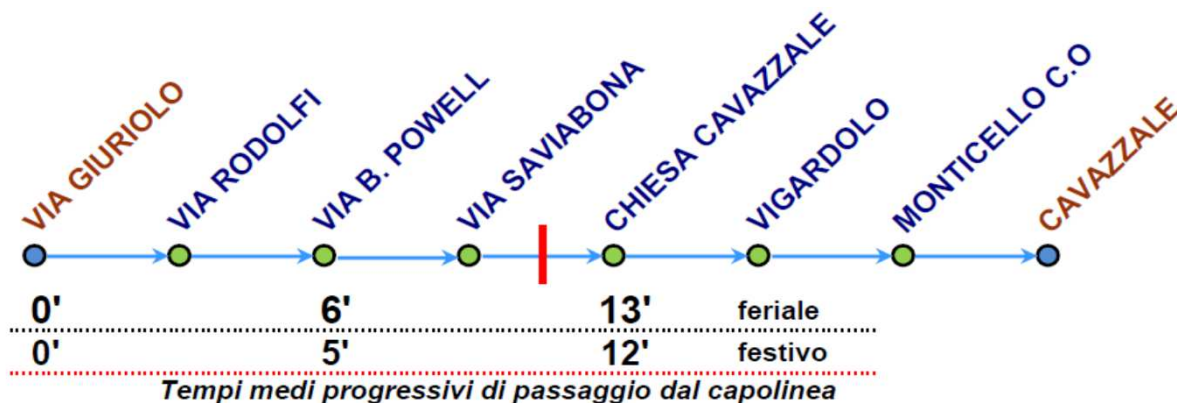 VIA GIURIOLO
VIA RODOLFI
VIA B. POWELL
VIA SAVIABONA
CHIESA CAVAZZALE
VIGARDOLO
MONTICELLO C.O
CAVAZZALE
0' 6' 13' feriale
0' 5' 12' festivo
Tempi medi progressivi di passaggio dal capolinea